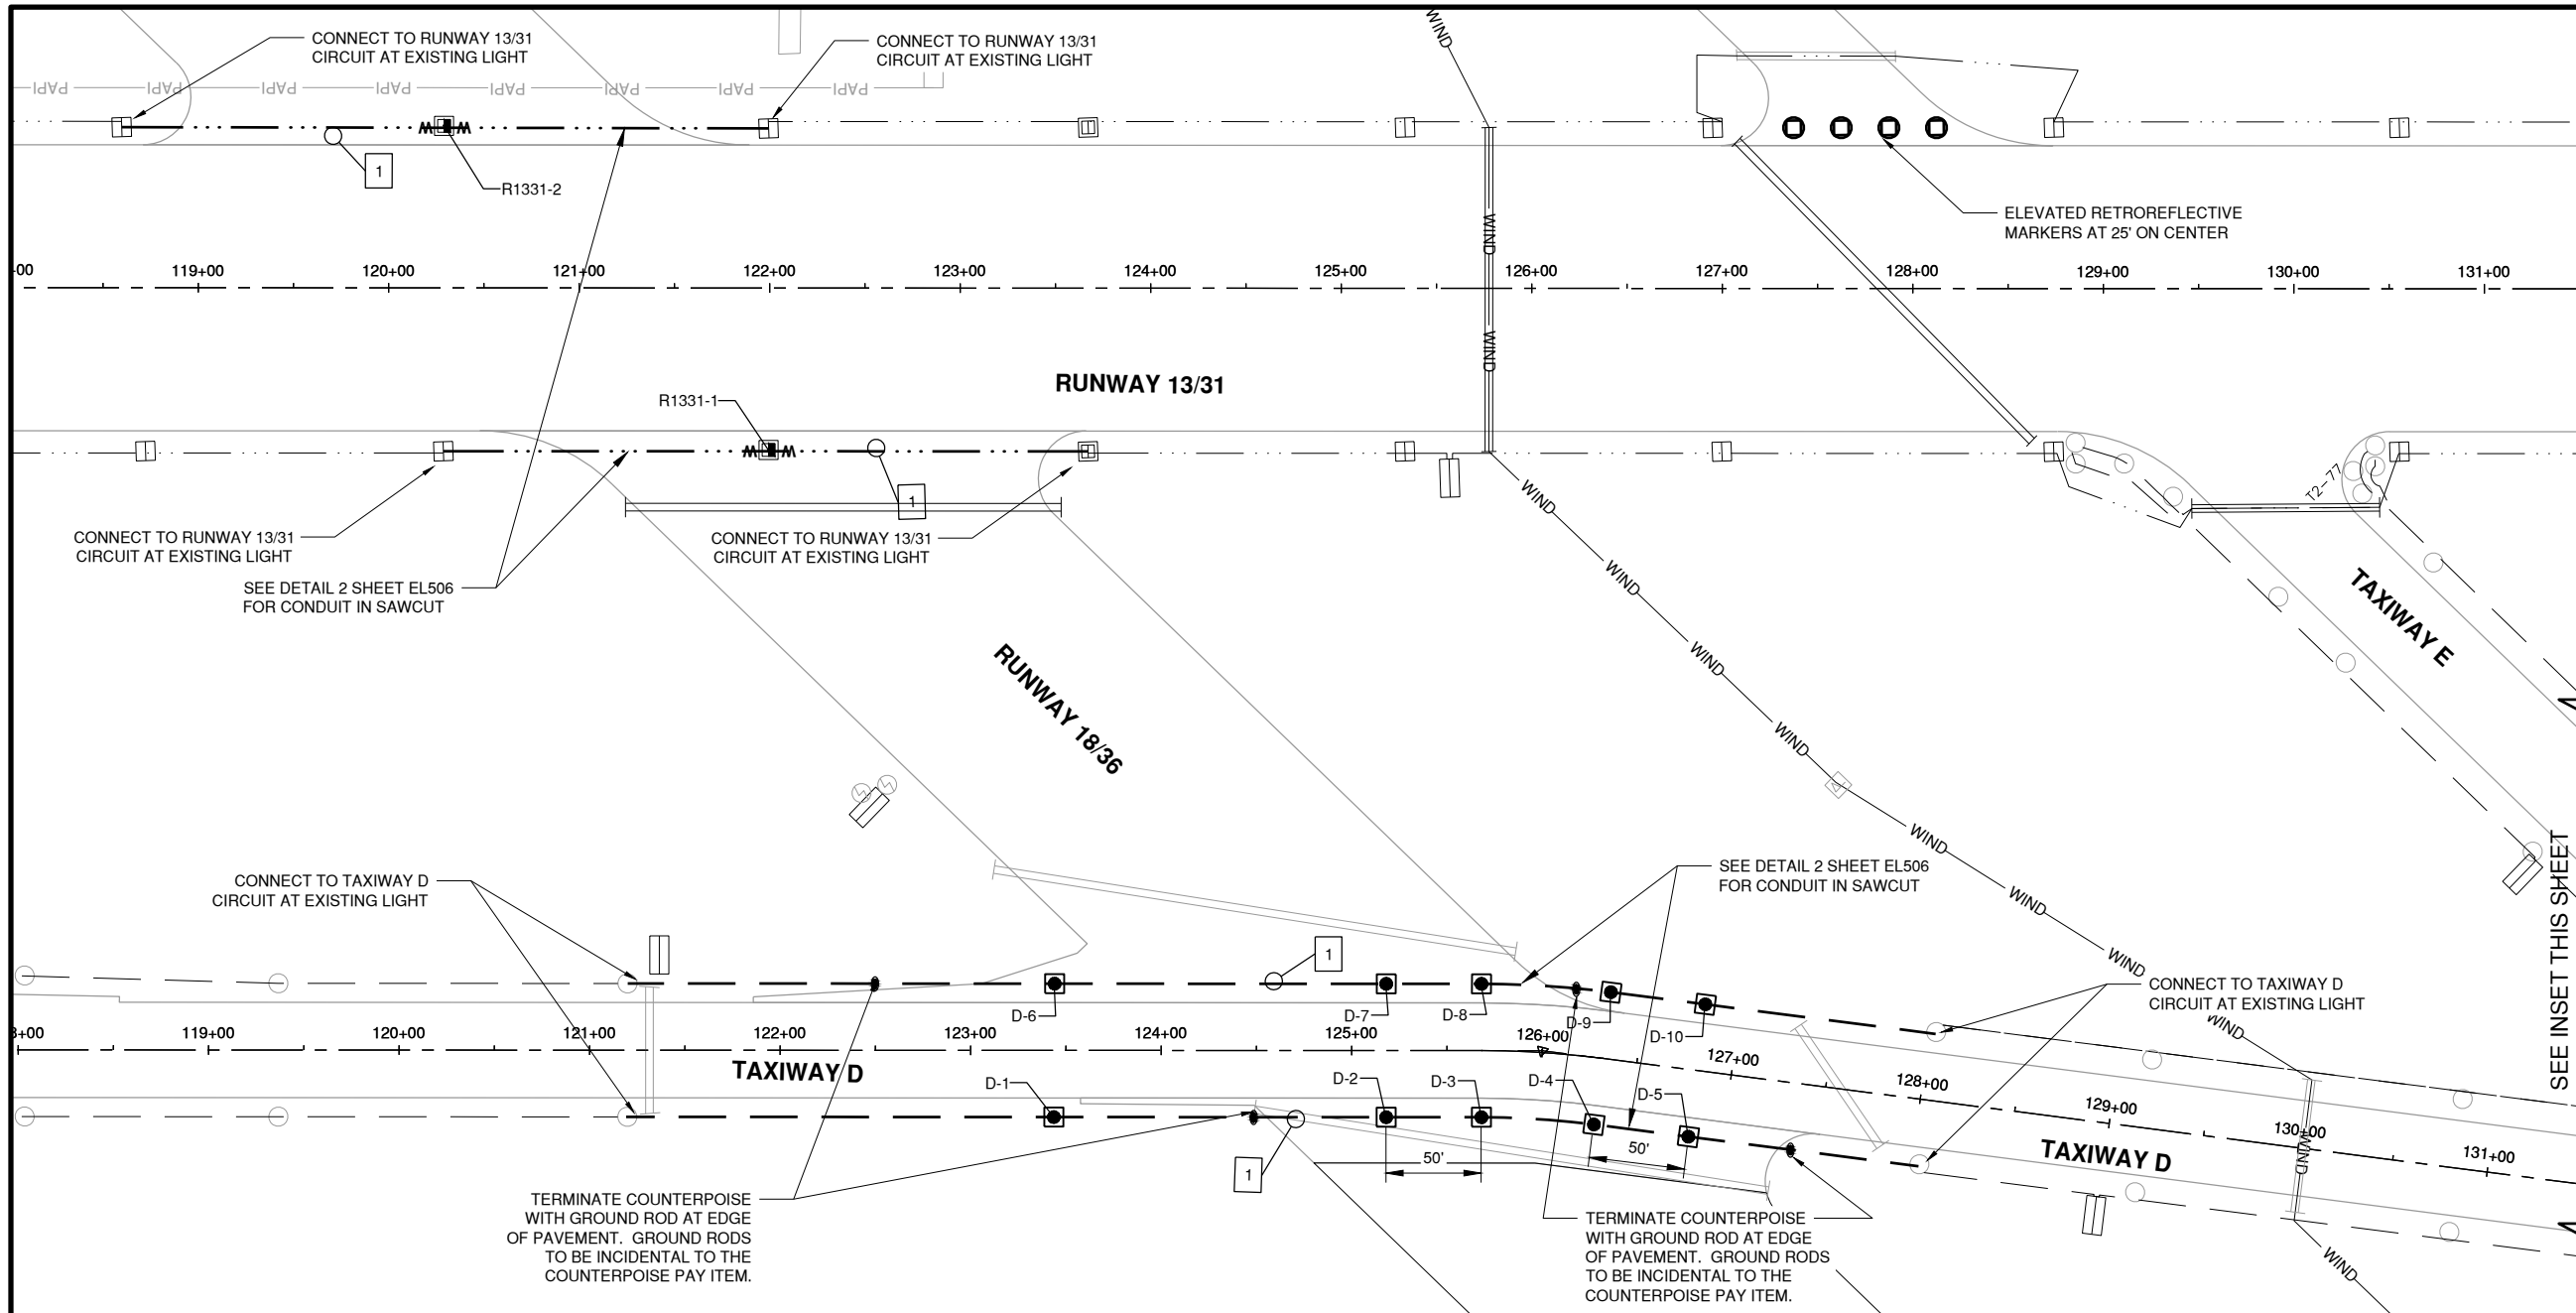 CONNECT TO RUNWAY 13/31
CIRCUIT AT EXISTING LIGHT
CONNECT TO RUNWAY 13/31
CIRCUIT AT EXISTING LIGHT
WIND
PAPI PAPI PAPI PAPI PAPI PAPI PAPI PAPI
1
R1331-2
ELEVATED RETROREFLECTIVE
MARKERS AT 25' ON CENTER
WIND
-00 119+00 120+00 121+00 122+00 123+00 124+00 125+00 126+00 127+00 128+00 129+00 130+00 131+00
WIND
RUNWAY 13/31
R1331-1
1
T2-77
WIND
CONNECT TO RUNWAY 13/31
CIRCUIT AT EXISTING LIGHT
CONNECT TO RUNWAY 13/31
CIRCUIT AT EXISTING LIGHT
SEE DETAIL 2 SHEET EL506
FOR CONDUIT IN SAWCUT
WIND
TAXIWAY E
RUNWAY 18/36
WIND
WIND
WIND
SEE DETAIL 2 SHEET EL506
FOR CONDUIT IN SAWCUT
CONNECT TO TAXIWAY D
CIRCUIT AT EXISTING LIGHT
WIND
SEE INSET THIS SHEET
1
WIND
CONNECT TO TAXIWAY D
CIRCUIT AT EXISTING LIGHT
D-6
D-7
D-8
D-9
D-10
WIND
8+00 119+00 120+00 121+00 122+00 123+00 124+00 125+00 126+00 127+00 128+00 129+00 130+00 131+00
TAXIWAY D
D-1
D-2
D-3
D-4
D-5
50'
50'
1
TAXIWAY D
WIND
TERMINATE COUNTERPOISE
WITH GROUND ROD AT EDGE
OF PAVEMENT. GROUND RODS
TO BE INCIDENTAL TO THE
COUNTERPOISE PAY ITEM.
TERMINATE COUNTERPOISE
WITH GROUND ROD AT EDGE
OF PAVEMENT. GROUND RODS
TO BE INCIDENTAL TO THE
COUNTERPOISE PAY ITEM.
WIND